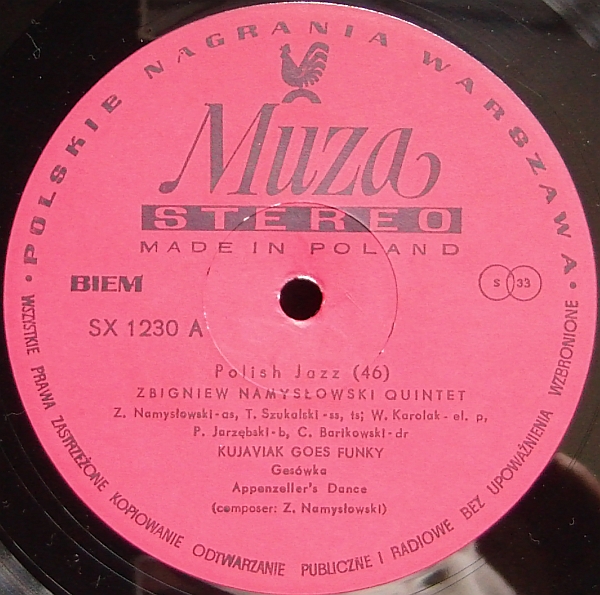 • POLSKIE NAGRANIA WARSZAWA •
Muza
STEREO
MADE IN POLAND
BIEM
S 33
SX 1230 A
Polish Jazz (46)
ZBIGNIEW NAMYSŁOWSKI QUINTET
Z. Namysłowski-as, T. Szukalski-ss, ts; W. Karolak-el. p,
P. Jarzębski-b, C. Bartkowski-dr
KUJAVIAK GOES FUNKY
Gesówka
Appenzeller's Dance
(composer: Z. Namysłowski)
WSZYSTKIE PRAWA ZASTRZEŻONE KOPIOWANIE ODTWARZANIE PUBLICZNE I RADIOWE BEZ UPOWAŻNIENIA WZBRONIONE